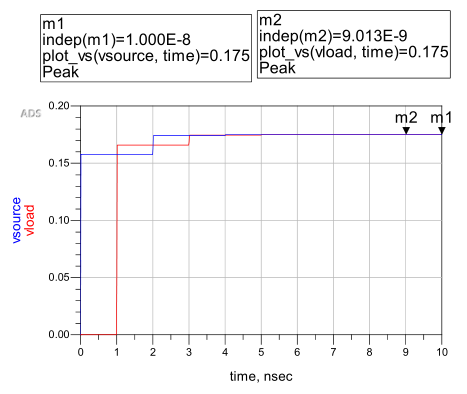 m1
indep(m1)=1.000E-8
plot_vs(vsource, time)=0.175
Peak
m2
indep(m2)=9.013E-9
plot_vs(vload, time)=0.175
Peak
ADS
m2 m1
0.20
0.15
0.10
0.05
0.00
vsource
vload
0 1 2 3 4 5 6 7 8 9 10
time, nsec